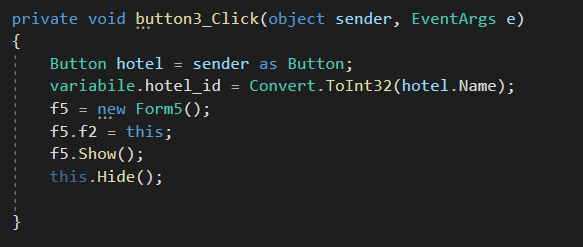 private void button3_Click(object sender, EventArgs e)
{
Button hotel = sender as Button;
variabile.hotel_id = Convert.ToInt32(hotel.Name);
f5 = new Form5();
f5.f2 = this;
f5.Show();
this.Hide();
}